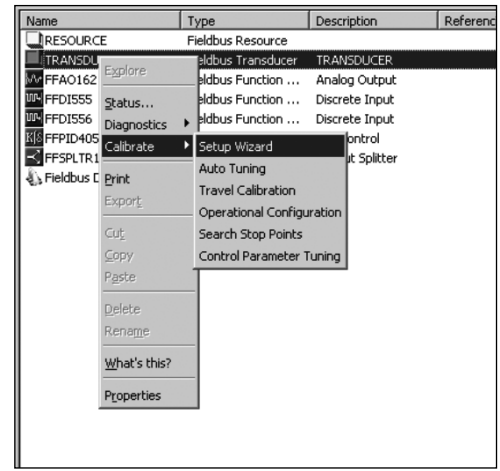 Name Type Description Referenc
RESOURCE Fieldbus Resource
TRANSDU eldbus Transducer TRANSDUCER
FFAO162 eldbus Function ... Analog Output
FFDI555 eldbus Function ... Discrete Input
FFDI556 eldbus Function ... Discrete Input
FFPID405 ontrol
FFSPLTR1 ut Splitter
Fieldbus D
Explore
Status...
Diagnostics
Calibrate
Print
Export
Cut
Copy
Paste
Delete
Rename
What's this?
Properties
Setup Wizard
Auto Tuning
Travel Calibration
Operational Configuration
Search Stop Points
Control Parameter Tuning